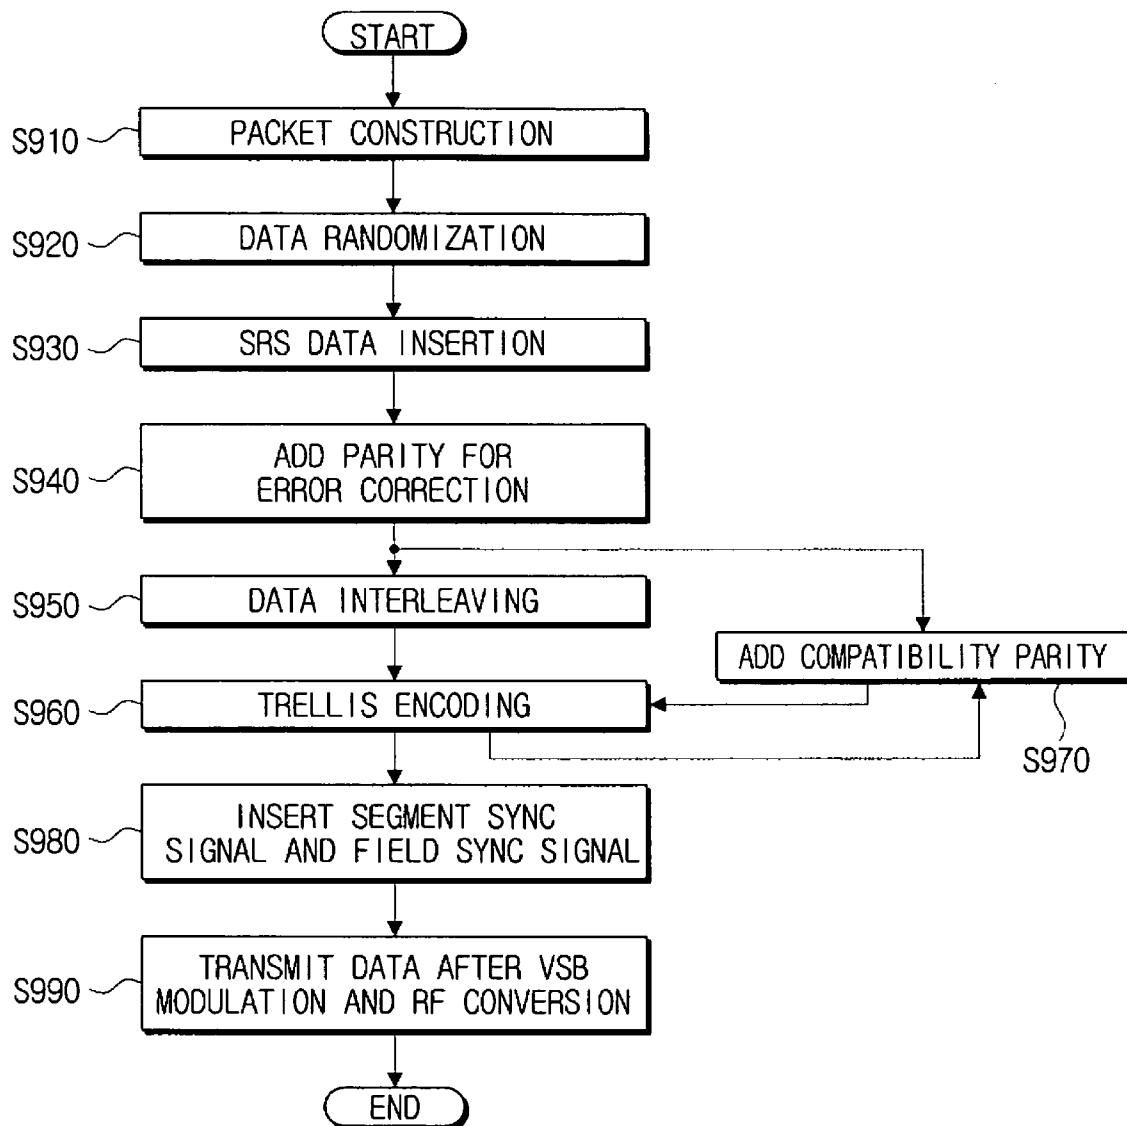 START
S910
PACKET CONSTRUCTION
S920
DATA RANDOMIZATION
S930
SRS DATA INSERTION
S940
ADD PARITY FOR
ERROR CORRECTION
S950
DATA INTERLEAVING
ADD COMPATIBILITY PARITY
S960
TRELLIS ENCODING
S970
S980
INSERT SEGMENT SYNC
SIGNAL AND FIELD SYNC SIGNAL
S990
TRANSMIT DATA AFTER VSB
MODULATION AND RF CONVERSION
END